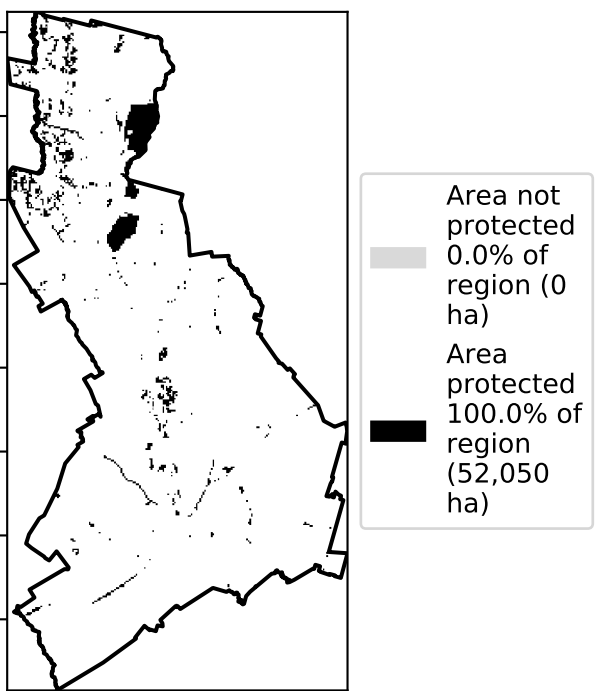 Area not
protected
0.0% of
region (0
ha)
Area
protected
100.0% of
region
(52,050
ha)